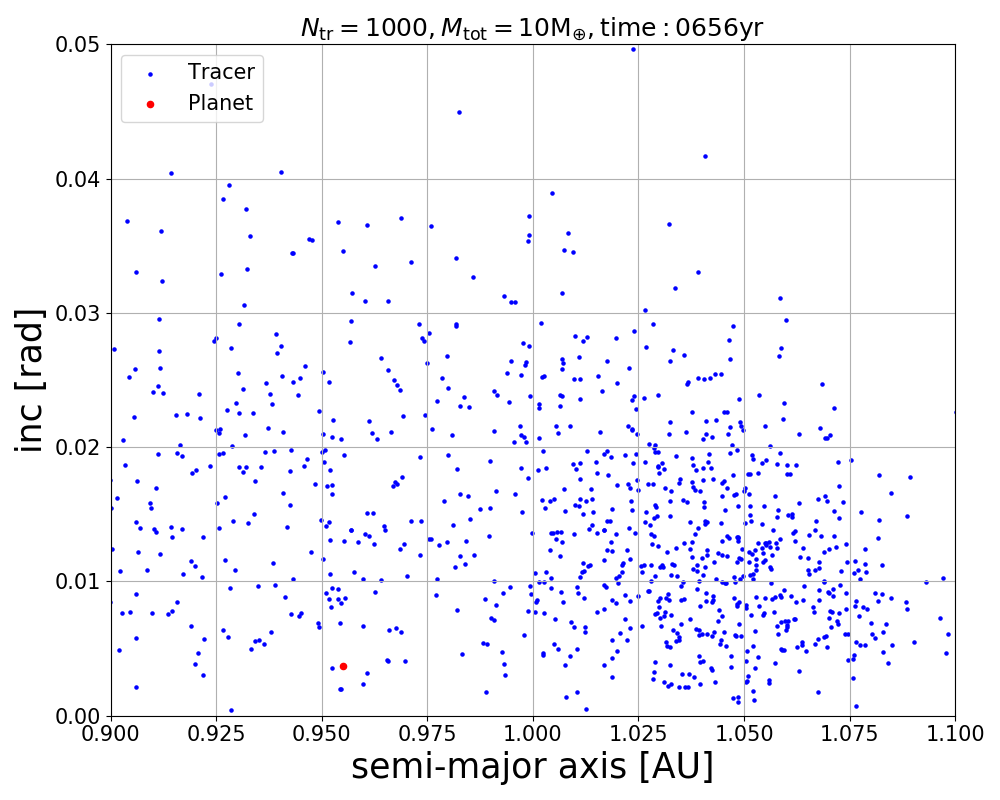 N_tr = 1000, M_tot = 10M_⊕, time : 0656yr
Tracer
Planet
0.05
0.04
0.03
0.02
0.01
0.00
inc [rad]
0.900 0.925 0.950 0.975 1.000 1.025 1.050 1.075 1.100
semi-major axis [AU]